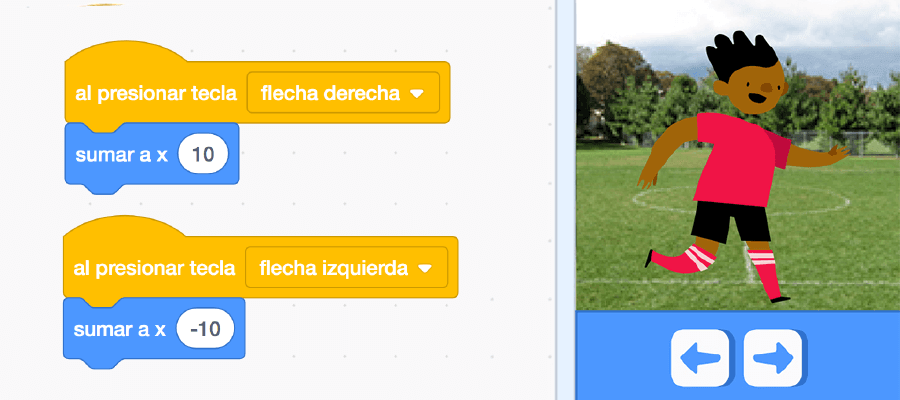 al presionar tecla flecha derecha
sumar a x 10
al presionar tecla flecha izquierda
sumar a x -10